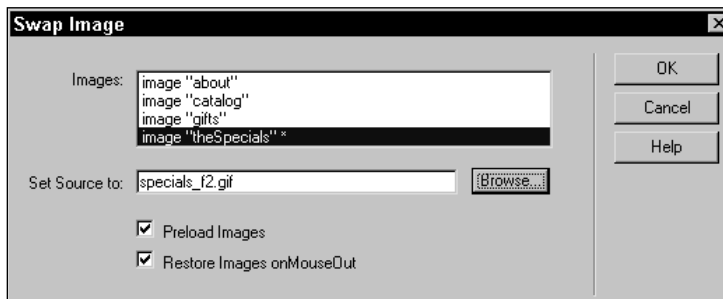 Swap Image
Images:
image "about"
image "catalog"
image "gifts"
image "theSpecials" *
Set Source to: specials_f2.gif Browse...
Preload Images
Restore Images onMouseOut
OK
Cancel
Help